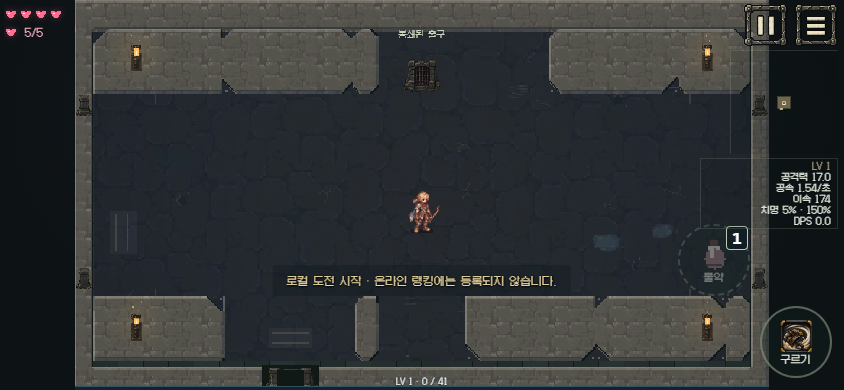 5/5
봉쇄된 출구
LV 1
공격력 17.0
공속 1.54/초
이속 174
치명 5% · 150%
DPS 0.0
1
물약
로컬 도전 시작 · 온라인 랭킹에는 등록되지 않습니다.
구르기
LV 1 · 0 / 41